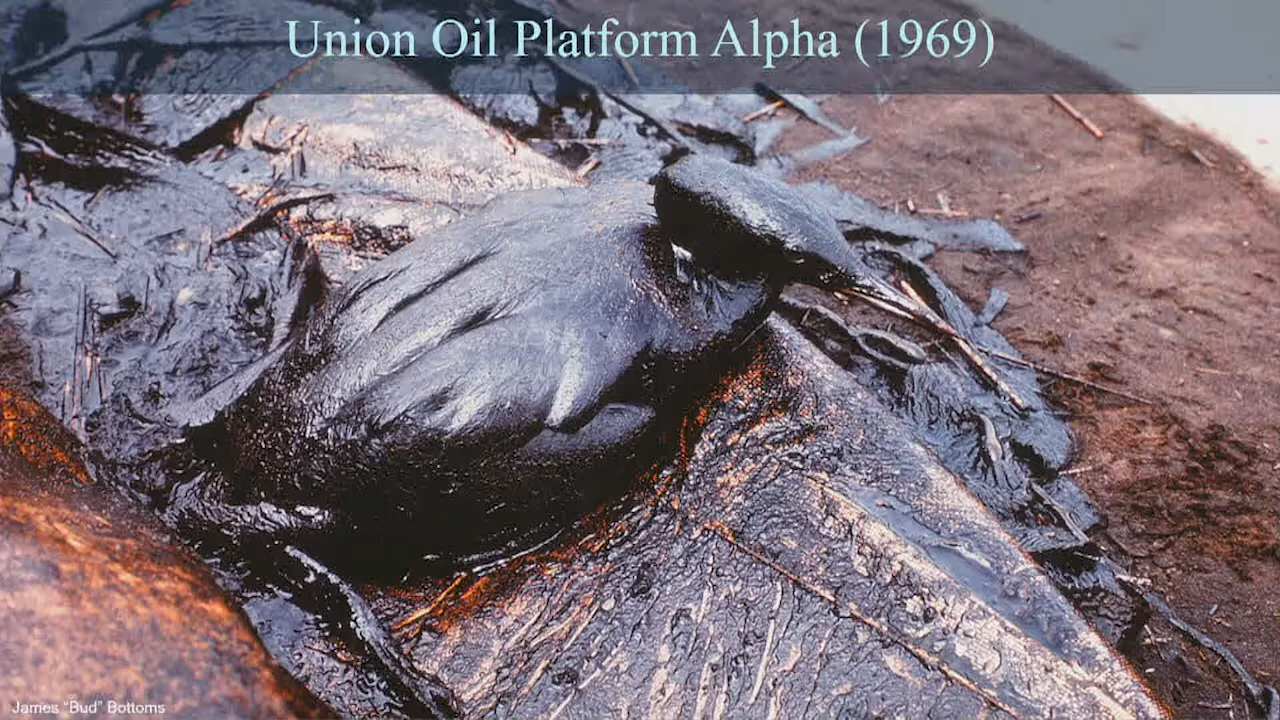 Union Oil Platform Alpha (1969)
James “Bud” Bottoms